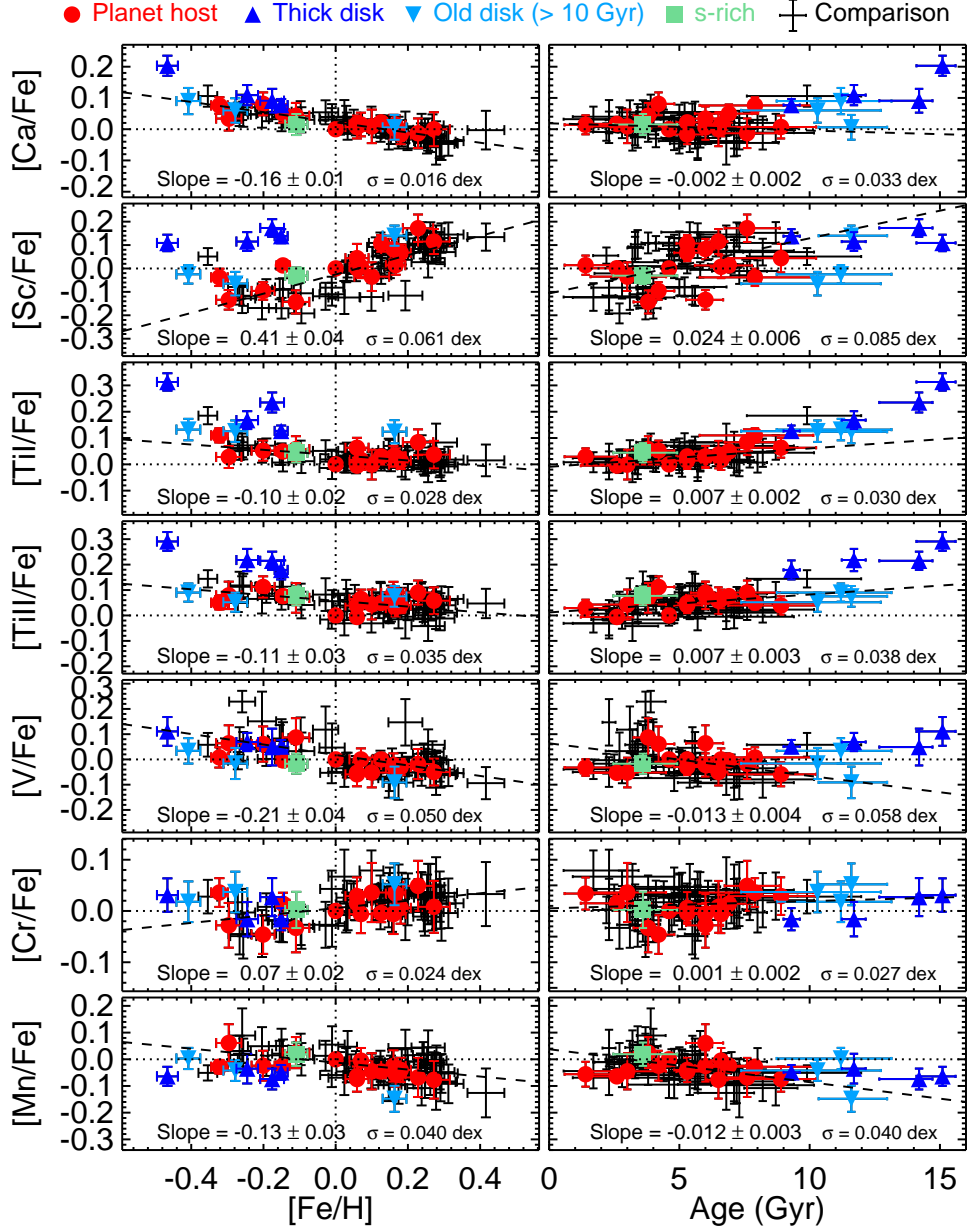 Planet host Thick disk Old disk (> 10 Gyr) s-rich Comparison
[Ca/Fe]
0.2
0.1
0.0
-0.1
-0.2
Slope = -0.16 ± 0.01 σ = 0.016 dex
Slope = -0.002 ± 0.002 σ = 0.033 dex
[Sc/Fe]
0.2
0.1
0.0
-0.1
-0.2
-0.3
Slope = 0.41 ± 0.04 σ = 0.061 dex
Slope = 0.024 ± 0.006 σ = 0.085 dex
[TiI/Fe]
0.3
0.2
0.1
0.0
-0.1
Slope = -0.10 ± 0.02 σ = 0.028 dex
Slope = 0.007 ± 0.002 σ = 0.030 dex
[TiII/Fe]
0.3
0.2
0.1
0.0
-0.1
-0.2
Slope = -0.11 ± 0.03 σ = 0.035 dex
Slope = 0.007 ± 0.003 σ = 0.038 dex
[V/Fe]
0.3
0.2
0.1
0.0
-0.1
-0.2
Slope = -0.21 ± 0.04 σ = 0.050 dex
Slope = -0.013 ± 0.004 σ = 0.058 dex
[Cr/Fe]
0.1
0.0
-0.1
Slope = 0.07 ± 0.02 σ = 0.024 dex
Slope = 0.001 ± 0.002 σ = 0.027 dex
[Mn/Fe]
0.2
0.1
0.0
-0.1
-0.2
-0.3
Slope = -0.13 ± 0.03 σ = 0.040 dex
Slope = -0.012 ± 0.003 σ = 0.040 dex
-0.4 -0.2 0.0 0.2 0.4
0 5 10 15
[Fe/H]
Age (Gyr)